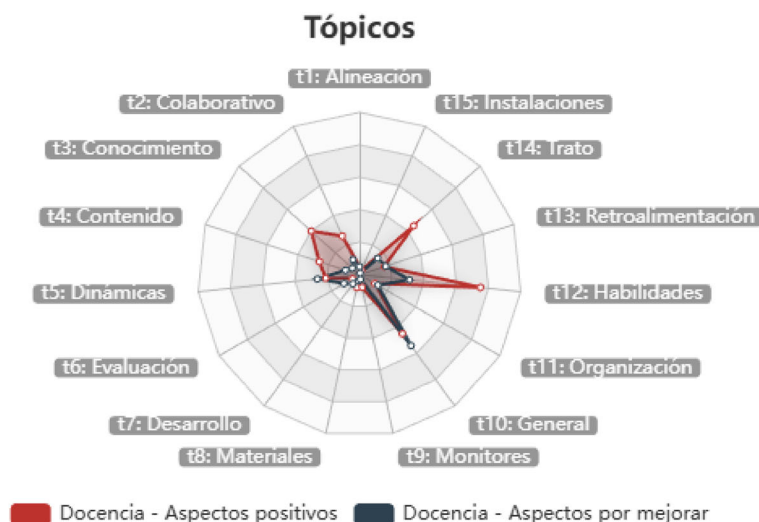 Tópicos
t1: Alineación
t2: Colaborativo
t15: Instalaciones
t3: Conocimiento
t14: Trato
t4: Contenido
t13: Retroalimentación
t5: Dinámicas
t12: Habilidades
t6: Evaluación
t11: Organización
t7: Desarrollo
t10: General
t8: Materiales
t9: Monitores
Docencia - Aspectos positivos
Docencia - Aspectos por mejorar